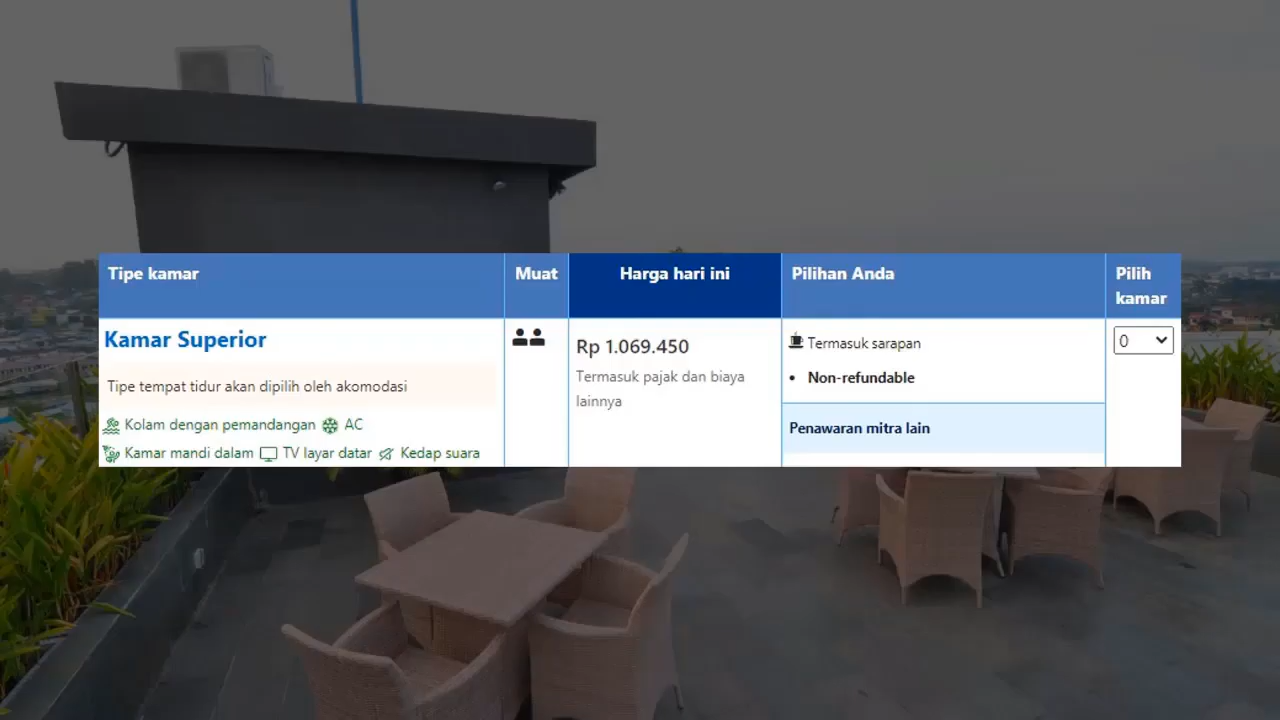 Tipe kamar
Muat
Harga hari ini
Pilihan Anda
Pilih
kamar
Kamar Superior
Tipe tempat tidur akan dipilih oleh akomodasi
Kolam dengan pemandangan AC
Kamar mandi dalam TV layar datar Kedap suara
Rp 1.069.450
Termasuk pajak dan biaya
lainnya
Termasuk sarapan
• Non-refundable
Penawaran mitra lain
0